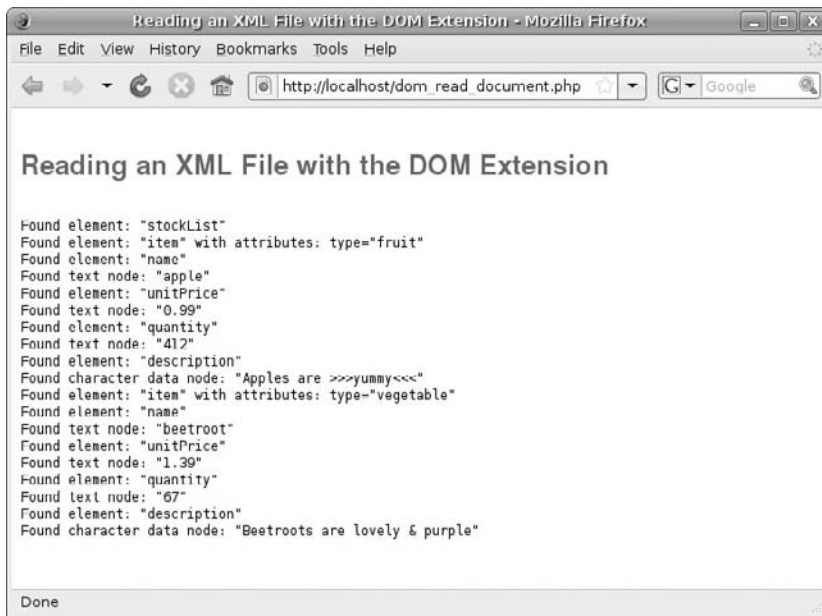 Reading an XML File with the DOM Extension - Mozilla Firefox
File Edit View History Bookmarks Tools Help
http://localhost/dom_read_document.php
G Google
Reading an XML File with the DOM Extension
Found element: "stockList"
Found element: "item" with attributes: type="fruit"
Found element: "name"
Found text node: "apple"
Found element: "unitPrice"
Found text node: "0.99"
Found element: "quantity"
Found text node: "412"
Found element: "description"
Found character data node: "Apples are >>>yummy<<<"
Found element: "item" with attributes: type="vegetable"
Found element: "name"
Found text node: "beetroot"
Found element: "unitPrice"
Found text node: "1.39"
Found element: "quantity"
Found text node: "67"
Found element: "description"
Found character data node: "Beetroots are lovely & purple"
Done